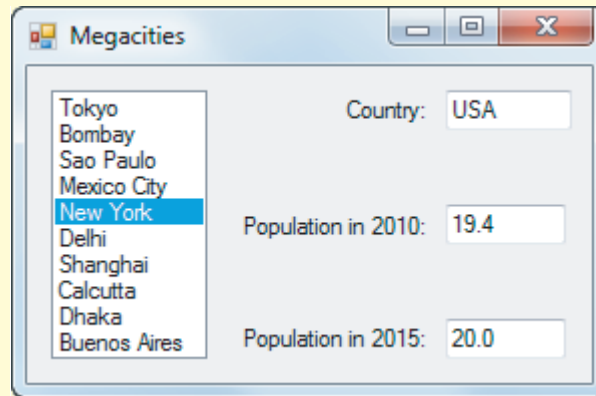 Megacities
Tokyo
Bombay
Sao Paulo
Mexico City
New York
Delhi
Shanghai
Calcutta
Dhaka
Buenos Aires
Country: USA
Population in 2010: 19.4
Population in 2015: 20.0